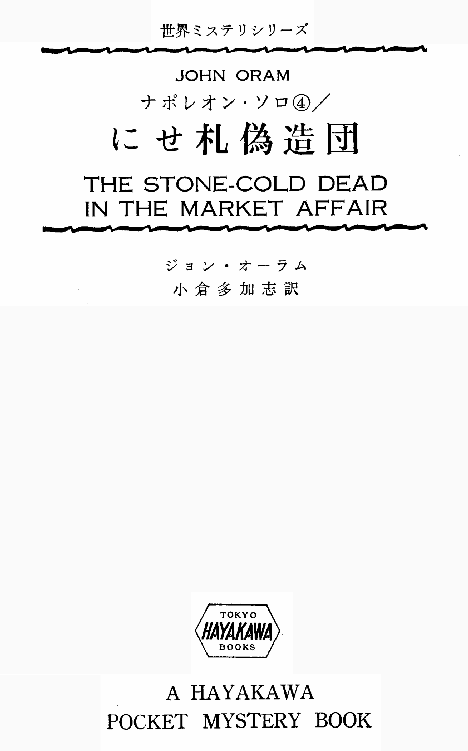 世界ミステリシリーズ
JOHN ORAM
ナポレオン・ソロ④／
にせ札偽造団
THE STONE-COLD DEAD
IN THE MARKET AFFAIR
ジョン・オーラム
小倉多加志訳
TOKYO
HAYAKAWA
BOOKS
A HAYAKAWA
POCKET MYSTERY BOOK